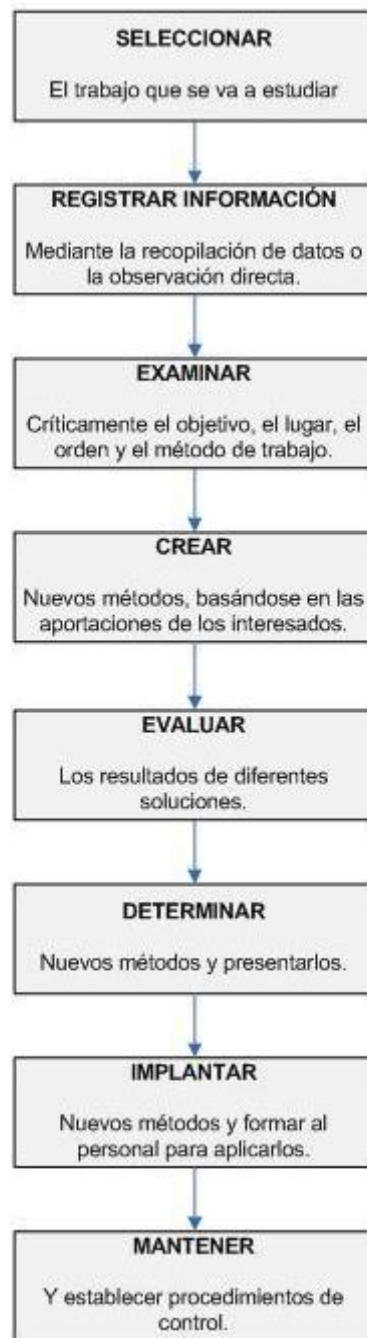 SELECCIONAR
El trabajo que se va a estudiar
REGISTRAR INFORMACIÓN
Mediante la recopilación de datos o
la observación directa.
EXAMINAR
Críticamente el objetivo, el lugar, el
orden y el método de trabajo.
CREAR
Nuevos métodos, basándose en las
aportaciones de los interesados.
EVALUAR
Los resultados de diferentes
soluciones.
DETERMINAR
Nuevos métodos y presentarlos.
IMPLANTAR
Nuevos métodos y formar al
personal para aplicarlos.
MANTENER
Y establecer procedimientos de
control.